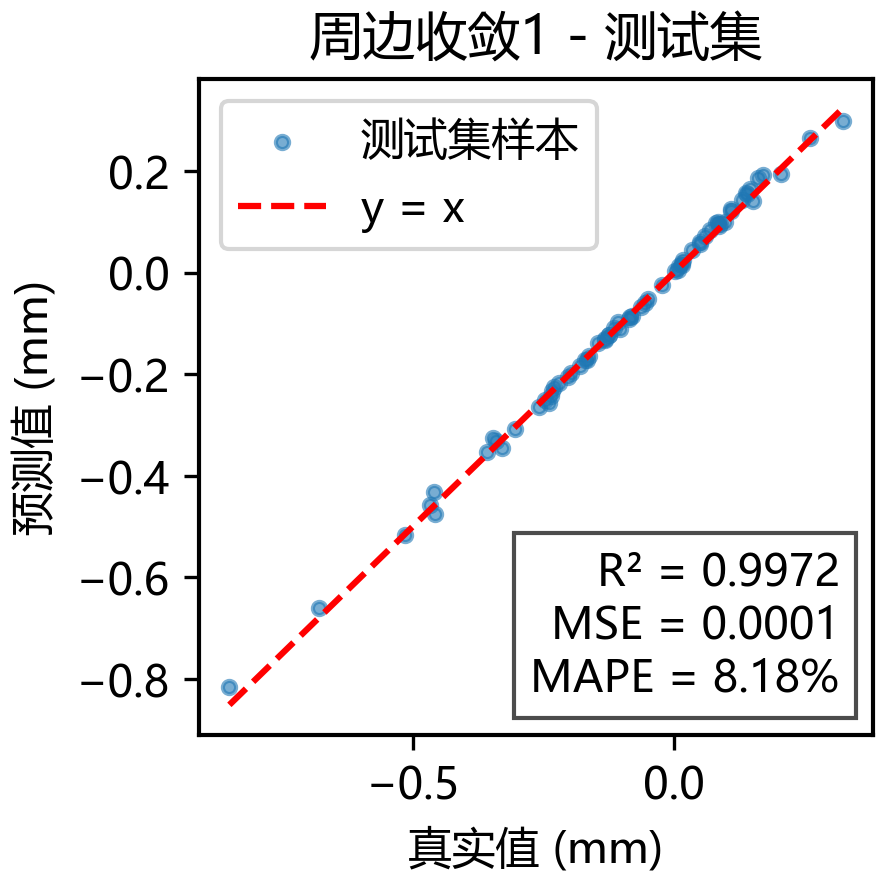 周边收敛1 - 测试集
测试集样本
y = x
0.2
0.0
−0.2
−0.4
−0.6
−0.8
预测值 (mm)
R² = 0.9972
MSE = 0.0001
MAPE = 8.18%
−0.5
0.0
真实值 (mm)